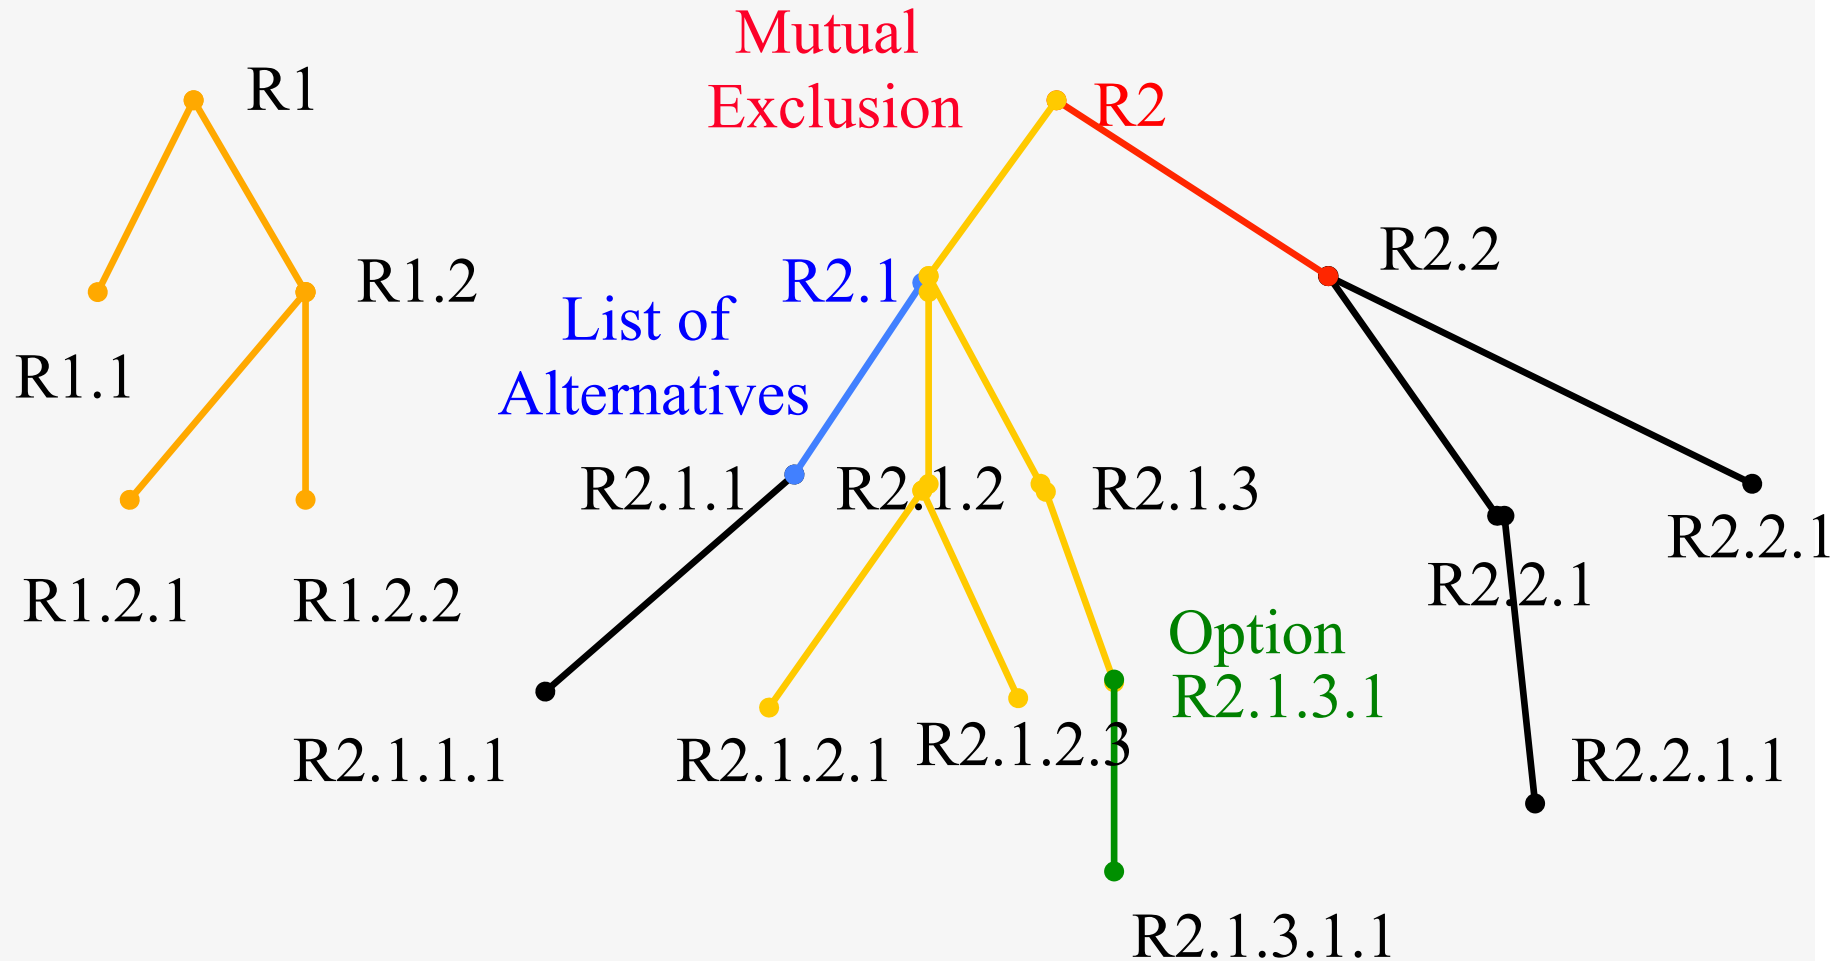 Mutual
Exclusion
R1
R2
R2.2
R1.2
R2.1
List of
Alternatives
R1.1
R2.1.1
R2.1.2
R2.1.3
R2.2.1
R2.2.1
R1.2.1
R1.2.2
Option
R2.1.3.1
R2.1.1.1
R2.1.2.1
R2.1.2.3
R2.2.1.1
R2.1.3.1.1